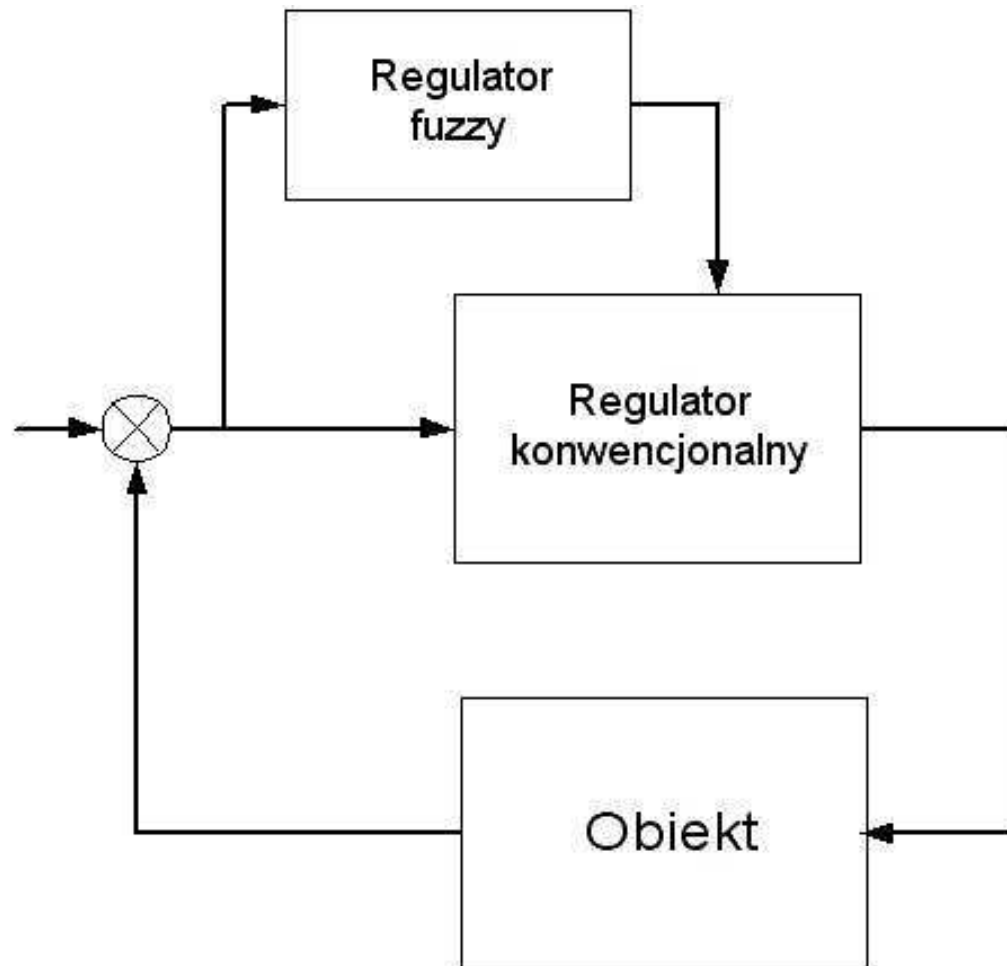 Regulator
fuzzy
Regulator
konwencjonalny
Obiekt